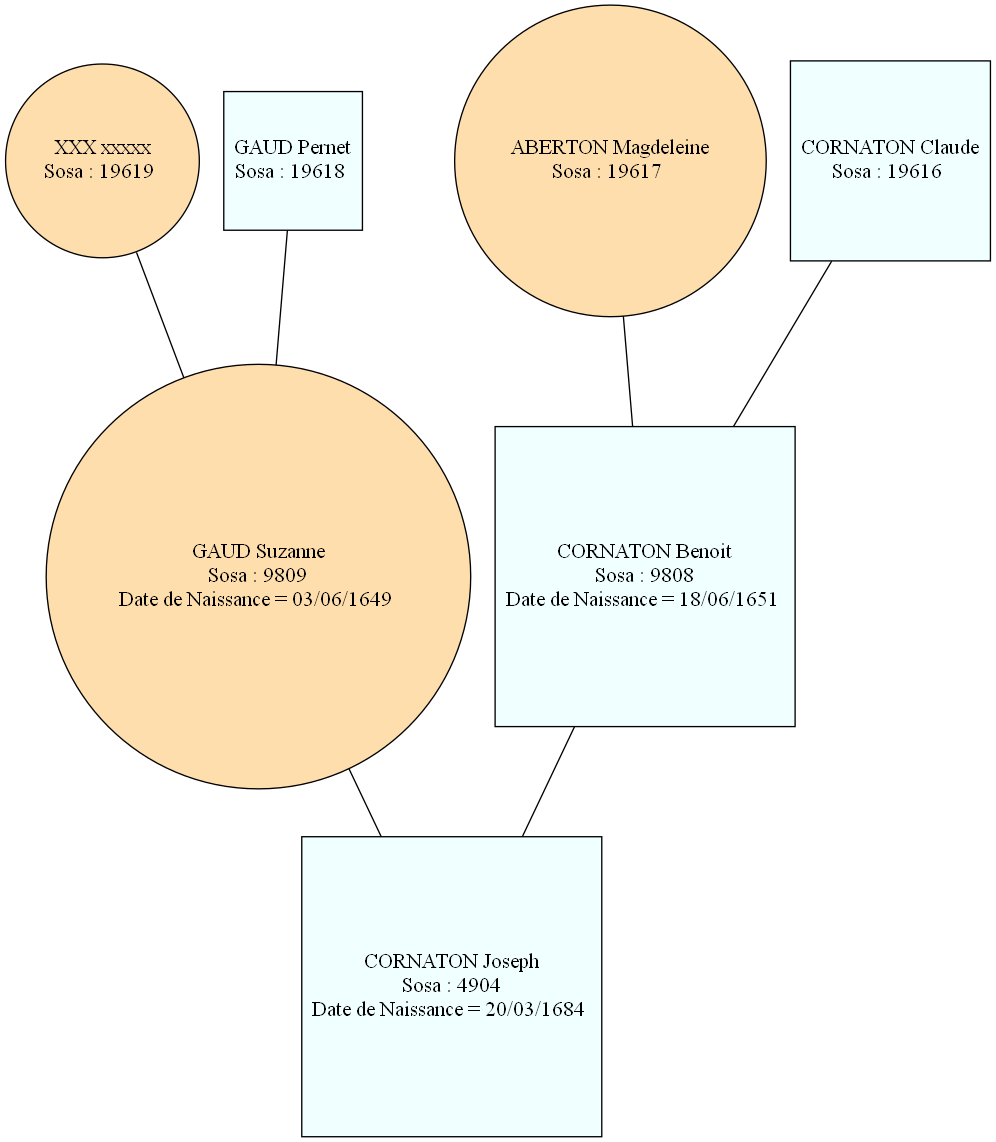 XXX xxxxx
Sosa : 19619
GAUD Pernet
Sosa : 19618
ABERTON Magdeleine
Sosa : 19617
CORNATON Claude
Sosa : 19616
GAUD Suzanne
Sosa : 9809
Date de Naissance = 03/06/1649
CORNATON Benoit
Sosa : 9808
Date de Naissance = 18/06/1651
CORNATON Joseph
Sosa : 4904
Date de Naissance = 20/03/1684